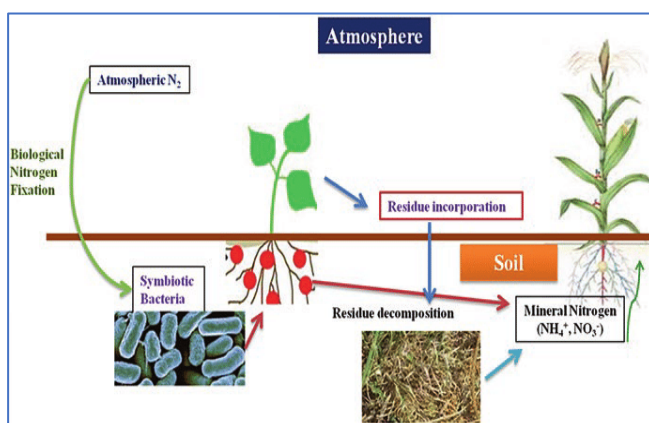 Atmosphere
Atmospheric N₂
Biological
Nitrogen
Fixation
Residue incorporation
Soil
Symbiotic
Bacteria
Residue decomposition
Mineral Nitrogen
(NH₄⁺, NO₃⁻)